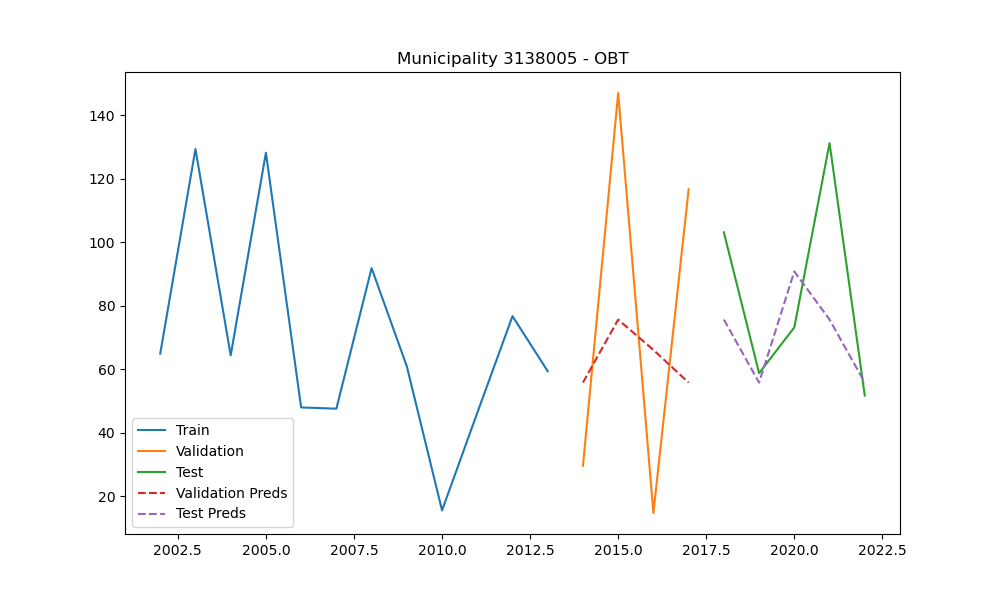 Municipality 3138005 - OBT
140
120
100
80
60
40
20
Train
Validation
Test
Validation Preds
Test Preds
2002.5 2005.0 2007.5 2010.0 2012.5 2015.0 2017.5 2020.0 2022.5